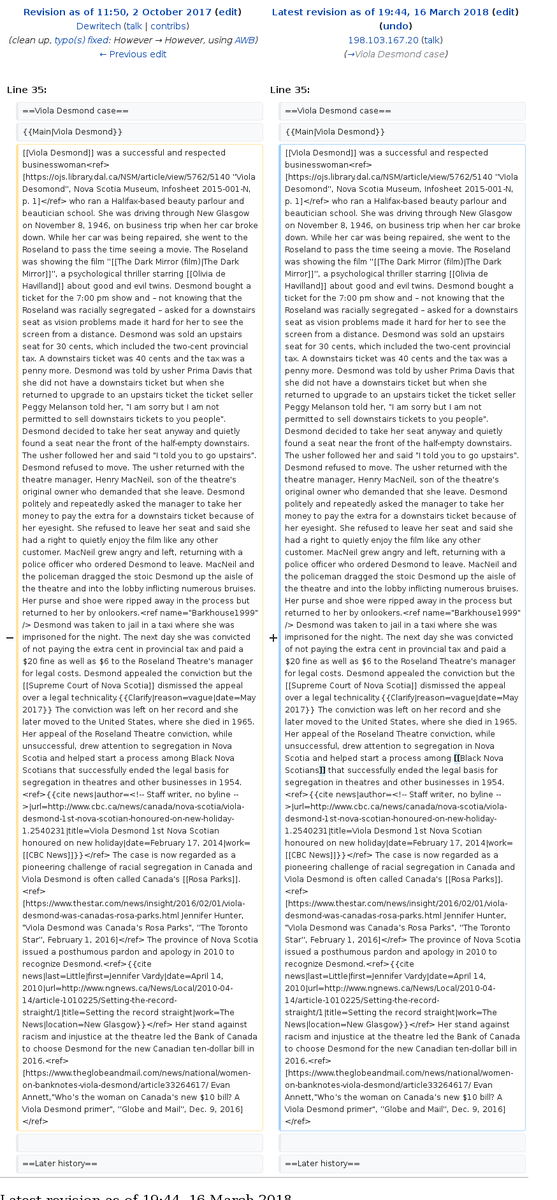 Revision as of 11:50, 2 October 2017 (edit)
Dewritech (talk | contribs)
(clean up, typo(s) fixed: However → However, using AWB)
← Previous edit
Latest revision as of 19:44, 16 March 2018 (edit)
(undo)
198.103.167.20 (talk)
(→Viola Desmond case)
Line 35:
==Viola Desmond case==
{{Main|Viola Desmond}}
−
[[Viola Desmond]] was a successful and respected
businesswoman<ref>
[https://ojs.library.dal.ca/NSM/article/view/5762/5140 "Viola
Desomond", Nova Scotia Museum, Infosheet 2015-001-N,
p. 1]</ref> who ran a Halifax-based beauty parlour and
beautician school. She was driving through New Glasgow
on November 8, 1946, on business trip when her car broke
down. While her car was being repaired, she went to the
Roseland to pass the time seeing a movie. The Roseland
was showing the film ''[[The Dark Mirror (film)|The Dark
Mirror]]'', a psychological thriller starring [[Olivia de
Havilland]] about good and evil twins. Desmond bought a
ticket for the 7:00 pm show and – not knowing that the
Roseland was racially segregated – asked for a downstairs
seat as vision problems made it hard for her to see the
screen from a distance. Desmond was sold an upstairs
seat for 30 cents, which included the two-cent provincial
tax. A downstairs ticket was 40 cents and the tax was a
penny more. Desmond was told by usher Prima Davis that
she did not have a downstairs ticket but when she
returned to upgrade to an upstairs ticket the ticket seller
Peggy Melanson told her, "I am sorry but I am not
permitted to sell downstairs tickets to you people".
Desmond decided to take her seat anyway and quietly
found a seat near the front of the half-empty downstairs.
The usher followed her and said "I told you to go upstairs".
Desmond refused to move. The usher returned with the
theatre manager, Henry MacNeil, son of the theatre's
original owner who demanded that she leave. Desmond
politely and repeatedly asked the manager to take her
money to pay the extra for a downstairs ticket because of
her eyesight. She refused to leave her seat and said she
had a right to quietly enjoy the film like any other
customer. MacNeil grew angry and left, returning with a
police officer who ordered Desmond to leave. MacNeil and
the policeman dragged the stoic Desmond up the aisle of
the theatre and into the lobby inflicting numerous bruises.
Her purse and shoe were ripped away in the process but
returned to her by onlookers.<ref name="Barkhouse1999"
/> Desmond was taken to jail in a taxi where she was
imprisoned for the night. The next day she was convicted
of not paying the extra cent in provincial tax and paid a
$20 fine as well as $6 to the Roseland Theatre's manager
for legal costs. Desmond appealed the conviction but the
[[Supreme Court of Nova Scotia]] dismissed the appeal
over a legal technicality.{{Clarify|reason=vague|date=May
2017}} The conviction was left on her record and she
later moved to the United States, where she died in 1965.
Her appeal of the Roseland Theatre conviction, while
unsuccessful, drew attention to segregation in Nova
Scotia and helped start a process among Black Nova
Scotians that successfully ended the legal basis for
segregation in theatres and other businesses in 1954.
<ref>{{cite news|author=<!-- Staff writer, no byline --
>|url=http://www.cbc.ca/news/canada/nova-scotia/viola-
desmond-1st-nova-scotian-honoured-on-new-holiday-
1.2540231|title=Viola Desmond 1st Nova Scotian
honoured on new holiday|date=February 17, 2014|work=
[[CBC News]]}}</ref> The case is now regarded as a
pioneering challenge of racial segregation in Canada and
Viola Desmond is often called Canada's [[Rosa Parks]].
<ref>
[https://www.thestar.com/news/insight/2016/02/01/viola-
desmond-was-canadas-rosa-parks.html Jennifer Hunter,
"Viola Desmond was Canada's Rosa Parks", ''The Toronto
Star'', February 1, 2016]</ref> The province of Nova Scotia
issued a posthumous pardon and apology in 2010 to
recognize Desmond.<ref>{{cite
news|last=Little|first=Jennifer Vardy|date=April 14,
2010|url=http://www.ngnews.ca/News/Local/2010-04-
14/article-1010225/Setting-the-record-
straight/1|title=Setting the record straight|work=The
News|location=New Glasgow}}</ref> Her stand against
racism and injustice at the theatre led the Bank of Canada
to choose Desmond for the new Canadian ten-dollar bill in
2016.<ref>
[https://www.theglobeandmail.com/news/national/women-
on-banknotes-viola-desmond/article33264617/ Evan
Annett,"Who's the woman on Canada's new $10 bill? A
Viola Desmond primer", ''Globe and Mail'', Dec. 9, 2016]
</ref>
==Later history==
Line 35:
==Viola Desmond case==
{{Main|Viola Desmond}}
+
[[Viola Desmond]] was a successful and respected
businesswoman<ref>
[https://ojs.library.dal.ca/NSM/article/view/5762/5140 "Viola
Desomond", Nova Scotia Museum, Infosheet 2015-001-N,
p. 1]</ref> who ran a Halifax-based beauty parlour and
beautician school. She was driving through New Glasgow
on November 8, 1946, on business trip when her car broke
down. While her car was being repaired, she went to the
Roseland to pass the time seeing a movie. The Roseland
was showing the film ''[[The Dark Mirror (film)|The Dark
Mirror]]'', a psychological thriller starring [[Olivia de
Havilland]] about good and evil twins. Desmond bought a
ticket for the 7:00 pm show and – not knowing that the
Roseland was racially segregated – asked for a downstairs
seat as vision problems made it hard for her to see the
screen from a distance. Desmond was sold an upstairs
seat for 30 cents, which included the two-cent provincial
tax. A downstairs ticket was 40 cents and the tax was a
penny more. Desmond was told by usher Prima Davis that
she did not have a downstairs ticket but when she
returned to upgrade to an upstairs ticket the ticket seller
Peggy Melanson told her, "I am sorry but I am not
permitted to sell downstairs tickets to you people".
Desmond decided to take her seat anyway and quietly
found a seat near the front of the half-empty downstairs.
The usher followed her and said "I told you to go upstairs".
Desmond refused to move. The usher returned with the
theatre manager, Henry MacNeil, son of the theatre's
original owner who demanded that she leave. Desmond
politely and repeatedly asked the manager to take her
money to pay the extra for a downstairs ticket because of
her eyesight. She refused to leave her seat and said she
had a right to quietly enjoy the film like any other
customer. MacNeil grew angry and left, returning with a
police officer who ordered Desmond to leave. MacNeil and
the policeman dragged the stoic Desmond up the aisle of
the theatre and into the lobby inflicting numerous bruises.
Her purse and shoe were ripped away in the process but
returned to her by onlookers.<ref name="Barkhouse1999"
/> Desmond was taken to jail in a taxi where she was
imprisoned for the night. The next day she was convicted
of not paying the extra cent in provincial tax and paid a
$20 fine as well as $6 to the Roseland Theatre's manager
for legal costs. Desmond appealed the conviction but the
[[Supreme Court of Nova Scotia]] dismissed the appeal
over a legal technicality.{{Clarify|reason=vague|date=May
2017}} The conviction was left on her record and she
later moved to the United States, where she died in 1965.
Her appeal of the Roseland Theatre conviction, while
unsuccessful, drew attention to segregation in Nova
Scotia and helped start a process among [[Black Nova
Scotians]] that successfully ended the legal basis for
segregation in theatres and other businesses in 1954.
<ref>{{cite news|author=<!-- Staff writer, no byline --
>|url=http://www.cbc.ca/news/canada/nova-scotia/viola-
desmond-1st-nova-scotian-honoured-on-new-holiday-
1.2540231|title=Viola Desmond 1st Nova Scotian
honoured on new holiday|date=February 17, 2014|work=
[[CBC News]]}}</ref> The case is now regarded as a
pioneering challenge of racial segregation in Canada and
Viola Desmond is often called Canada's [[Rosa Parks]].
<ref>
[https://www.thestar.com/news/insight/2016/02/01/viola-
desmond-was-canadas-rosa-parks.html Jennifer Hunter,
"Viola Desmond was Canada's Rosa Parks", ''The Toronto
Star'', February 1, 2016]</ref> The province of Nova Scotia
issued a posthumous pardon and apology in 2010 to
recognize Desmond.<ref>{{cite
news|last=Little|first=Jennifer Vardy|date=April 14,
2010|url=http://www.ngnews.ca/News/Local/2010-04-
14/article-1010225/Setting-the-record-
straight/1|title=Setting the record straight|work=The
News|location=New Glasgow}}</ref> Her stand against
racism and injustice at the theatre led the Bank of Canada
to choose Desmond for the new Canadian ten-dollar bill in
2016.<ref>
[https://www.theglobeandmail.com/news/national/women-
on-banknotes-viola-desmond/article33264617/ Evan
Annett,"Who's the woman on Canada's new $10 bill? A
Viola Desmond primer", ''Globe and Mail'', Dec. 9, 2016]
</ref>
==Later history==
Latest revision as of 19:44, 16 March 2018